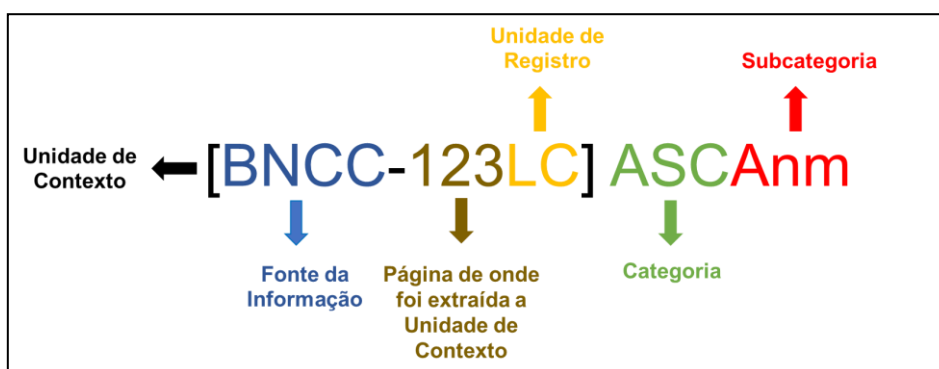 Unidade de
Registro
Subcategoria
Unidade de
Contexto
[BNCC-123LC] ASCAnm
Fonte da
Informação
Página de onde
foi extraída a
Unidade de
Contexto
Categoria